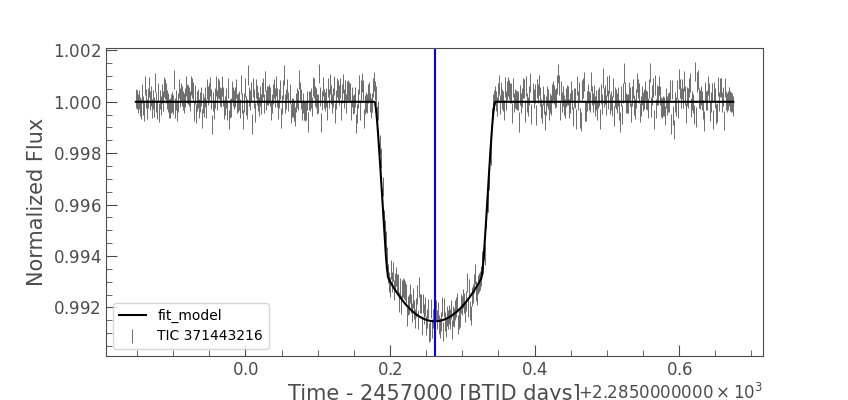 1.002
1.000
0.998
0.996
0.994
0.992
Normalized Flux
fit_model
TIC 371443216
0.0 0.2 0.4 0.6
Time - 2457000 [BTJD days]
+2.2850000000 × 10³